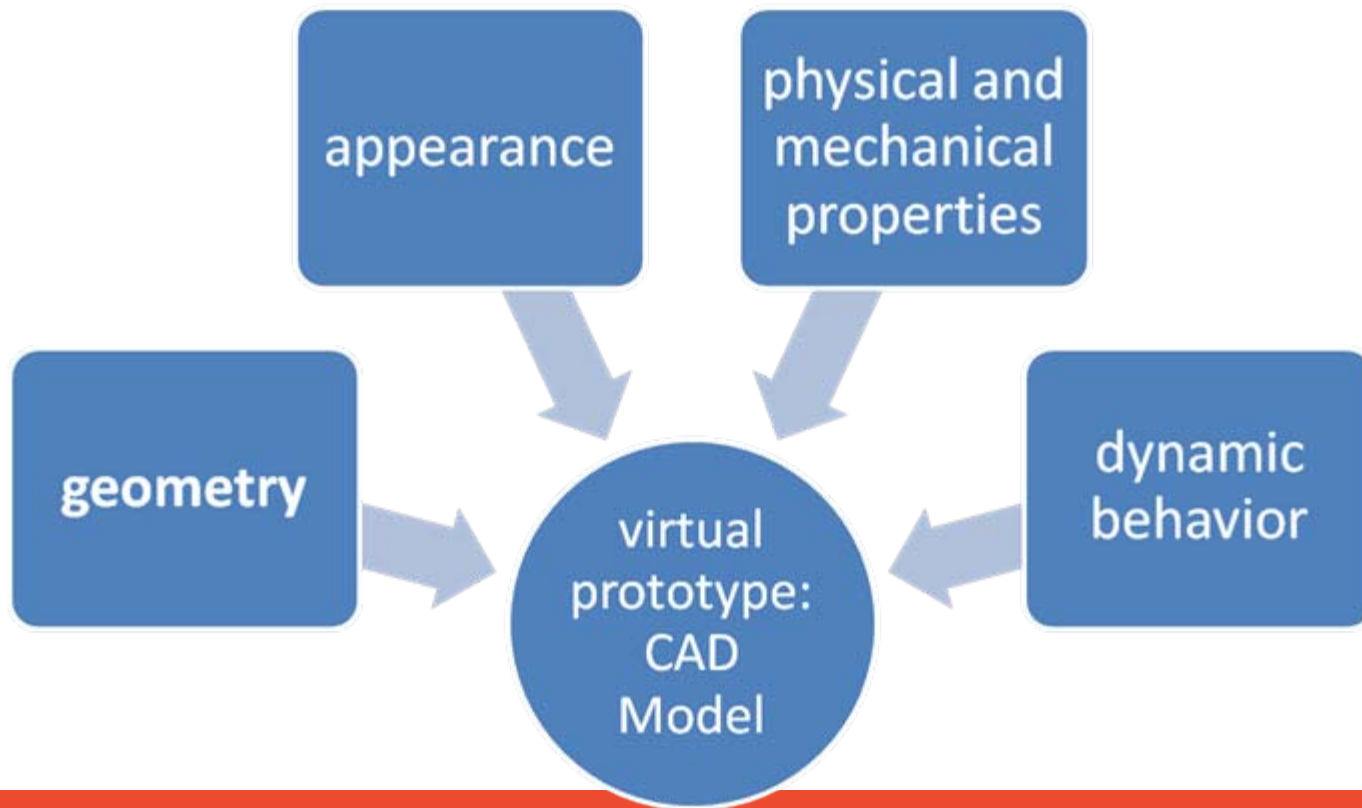 appearance
physical and
mechanical
properties
geometry
dynamic
behavior
virtual
prototype:
CAD
Model